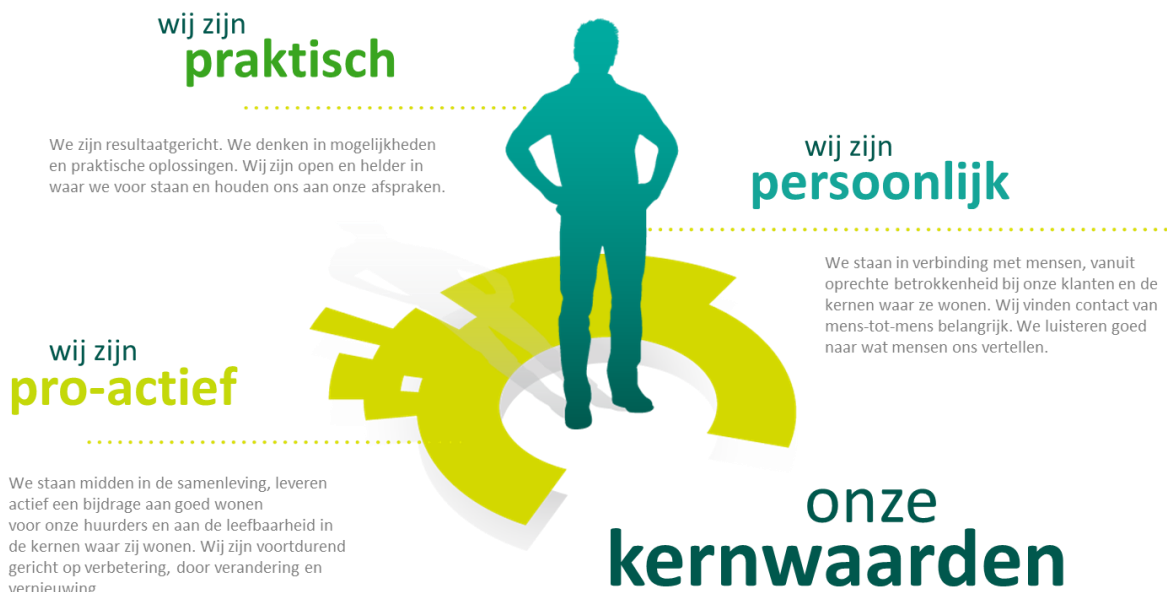 wij zijn
praktisch
We zijn resultaatgericht. We denken in mogelijkheden
en praktische oplossingen. Wij zijn open en helder in
waar we voor staan en houden ons aan onze afspraken.
wij zijn
persoonlijk
We staan in verbinding met mensen, vanuit
oprechte betrokkenheid bij onze klanten en de
kernen waar ze wonen. Wij vinden contact van
mens-tot-mens belangrijk. We luisteren goed
naar wat mensen ons vertellen.
wij zijn
pro-actief
We staan midden in de samenleving, leveren
actief een bijdrage aan goed wonen
voor onze huurders en aan de leefbaarheid in
de kernen waar zij wonen. Wij zijn voortdurend
gericht op verbetering, door verandering en
vernieuwing
onze
kernwaarden